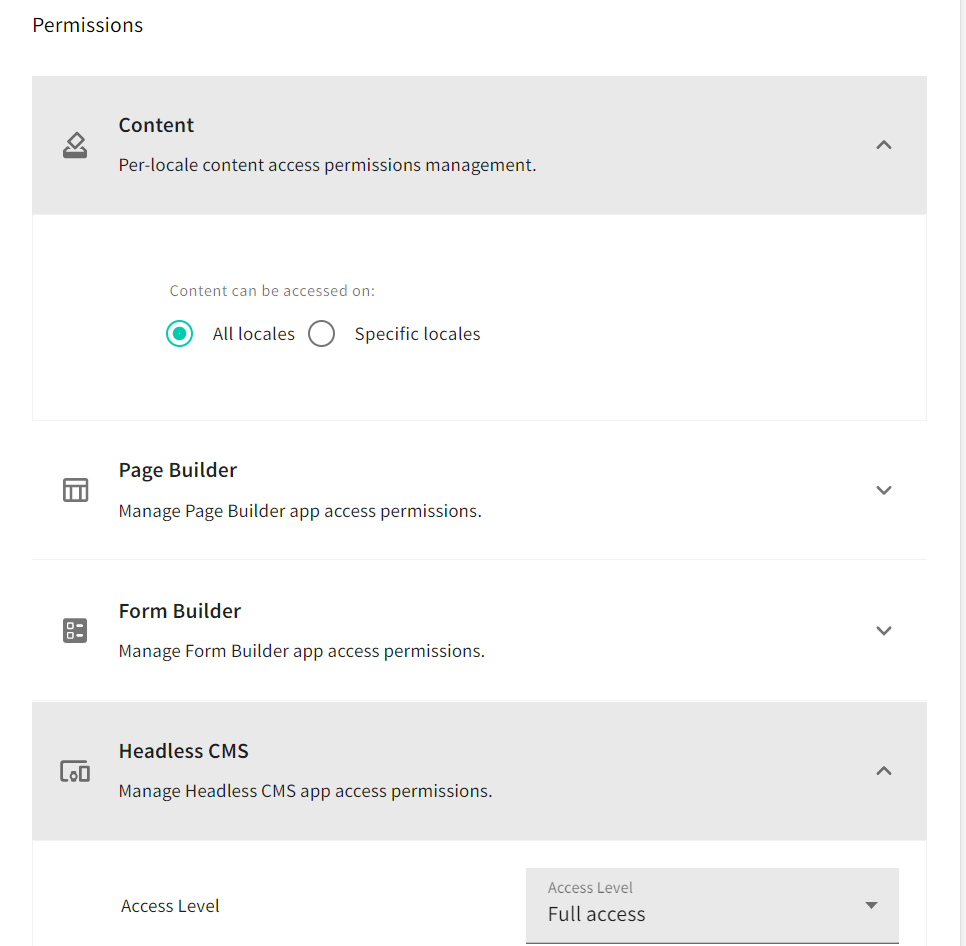 Permissions
Content
Per-locale content access permissions management.
Content can be accessed on:
All locales Specific locales
Page Builder
Manage Page Builder app access permissions.
Form Builder
Manage Form Builder app access permissions.
Headless CMS
Manage Headless CMS app access permissions.
Access Level
Access Level
Full access